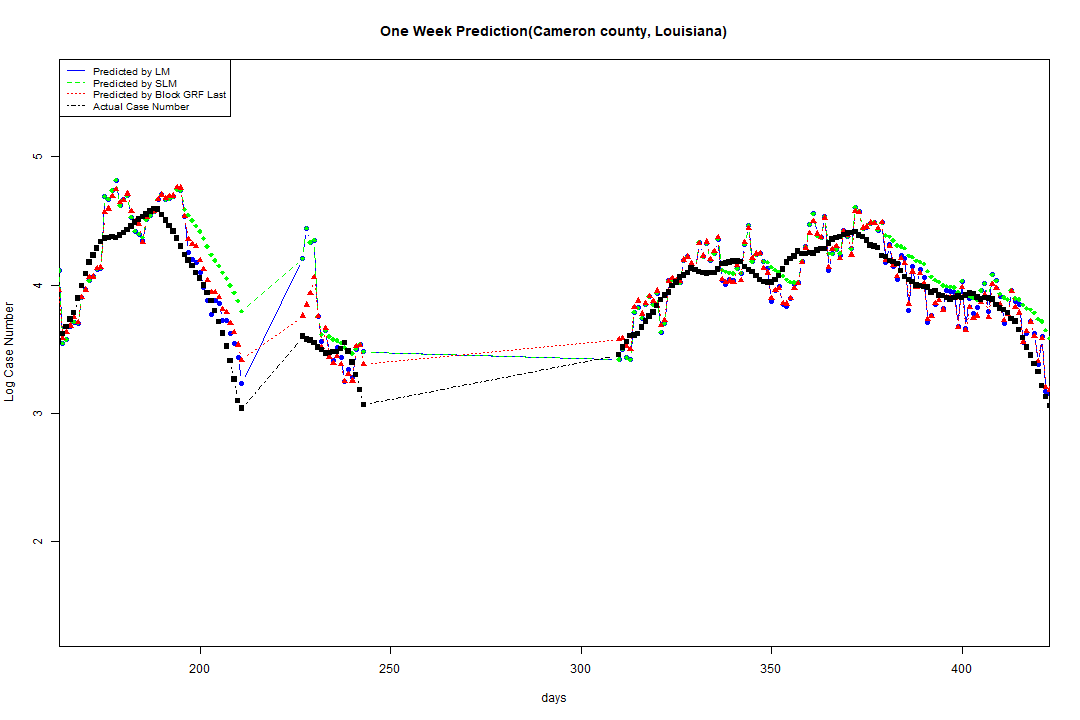 One Week Prediction(Cameron county, Louisiana)
Predicted by LM
Predicted by SLM
Predicted by Block GRF Last
Actual Case Number
5
4
3
2
Log Case Number
200 250 300 350 400
days